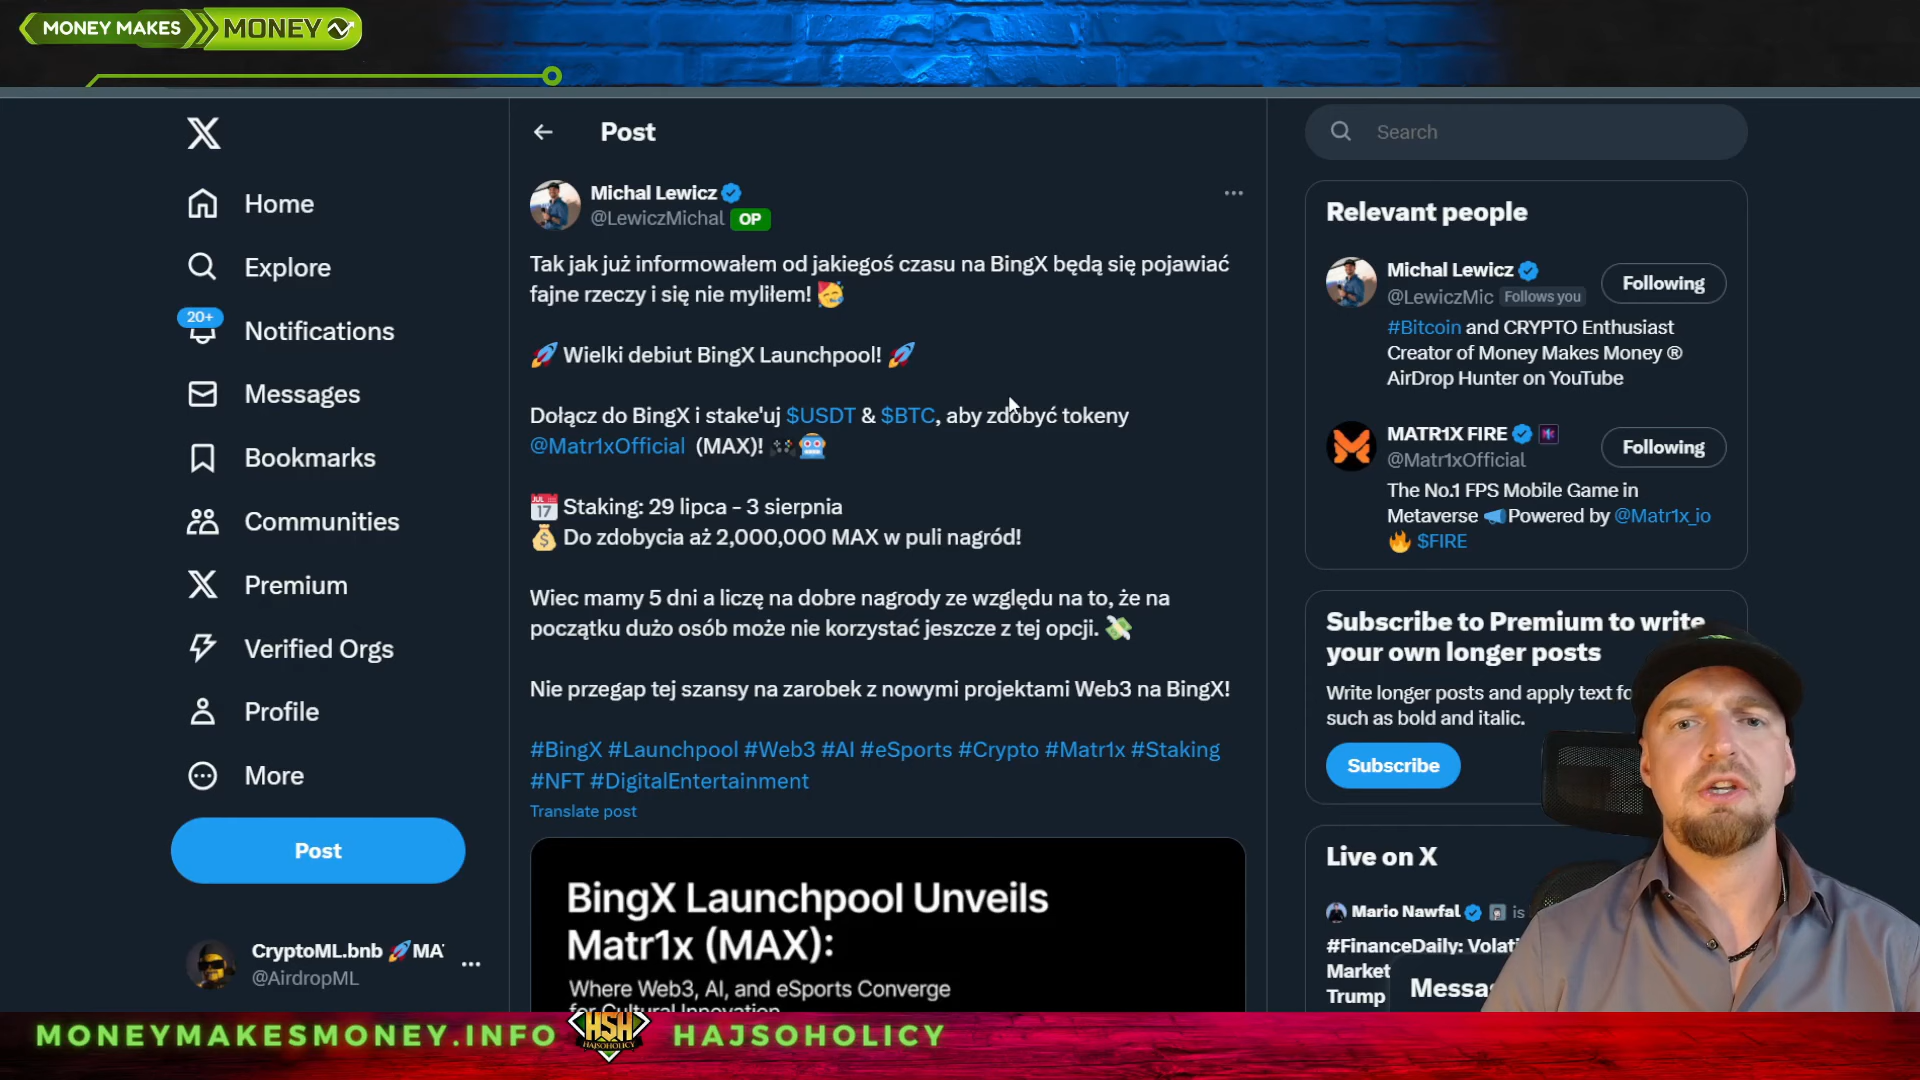 MONEY MAKES MONEY
Post
Search
Home
Explore
20+
Notifications
Messages
Bookmarks
Communities
Premium
Verified Orgs
Profile
More
Post
CryptoML.bnb 🚀MA
@AirdropML
Michal Lewicz
@LewiczMichal OP
Tak jak już informowałem od jakiegoś czasu na BingX będą się pojawiać
fajne rzeczy i się nie myliłem! 🥳
🚀 Wielki debiut BingX Launchpool! 🚀
Dołącz do BingX i stake'uj $USDT & $BTC, aby zdobyć tokeny
@Matr1xOfficial (MAX)! 🎮🤖
📅 Staking: 29 lipca - 3 sierpnia
💰 Do zdobycia aż 2,000,000 MAX w puli nagród!
Wiec mamy 5 dni a liczę na dobre nagrody ze względu na to, że na
początku dużo osób może nie korzystać jeszcze z tej opcji. 💸
Nie przegap tej szansy na zarobek z nowymi projektami Web3 na BingX!
#BingX #Launchpool #Web3 #AI #eSports #Crypto #Matr1x #Staking
#NFT #DigitalEntertainment
Translate post
BingX Launchpool Unveils
Matr1x (MAX):
Where Web3, AI, and eSports Converge
for Cultural Innovation
Relevant people
Michal Lewicz
Following
@LewiczMic Follows you
#Bitcoin and CRYPTO Enthusiast
Creator of Money Makes Money ®
AirDrop Hunter on YouTube
MATR1X FIRE
Following
@Matr1xOfficial
The No.1 FPS Mobile Game in
Metaverse 📣Powered by @Matr1x_io
🔥 $FIRE
Subscribe to Premium to write
your own longer posts
Write longer posts and apply text
such as bold and italic.
Subscribe
Live on X
Mario Nawfal is
#FinanceDaily:
Market
Trump
MONEYMAKESMONEY.INFO
HSH
HAJSOHOLICY
HAJSOHOLICY